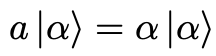 a |α⟩ = α |α⟩